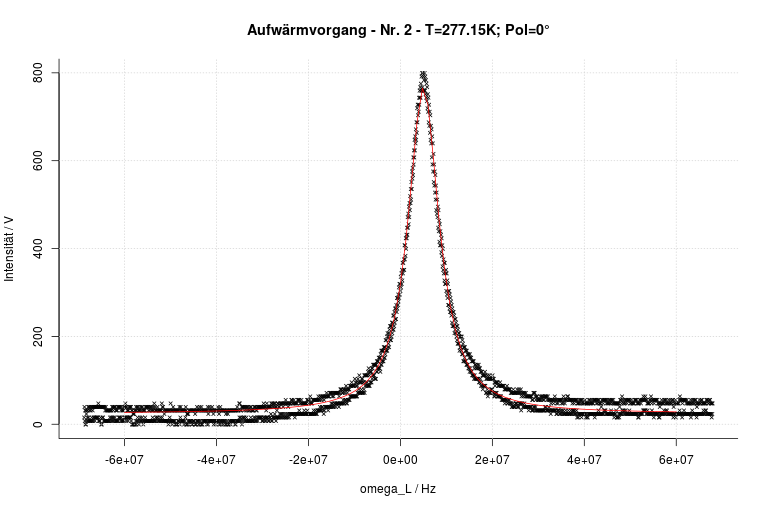 Aufwärmvorgang - Nr. 2 - T=277.15K; Pol=0°
Intensität / V
800
600
400
200
0
-6e+07 -4e+07 -2e+07 0e+00 2e+07 4e+07 6e+07
omega_L / Hz